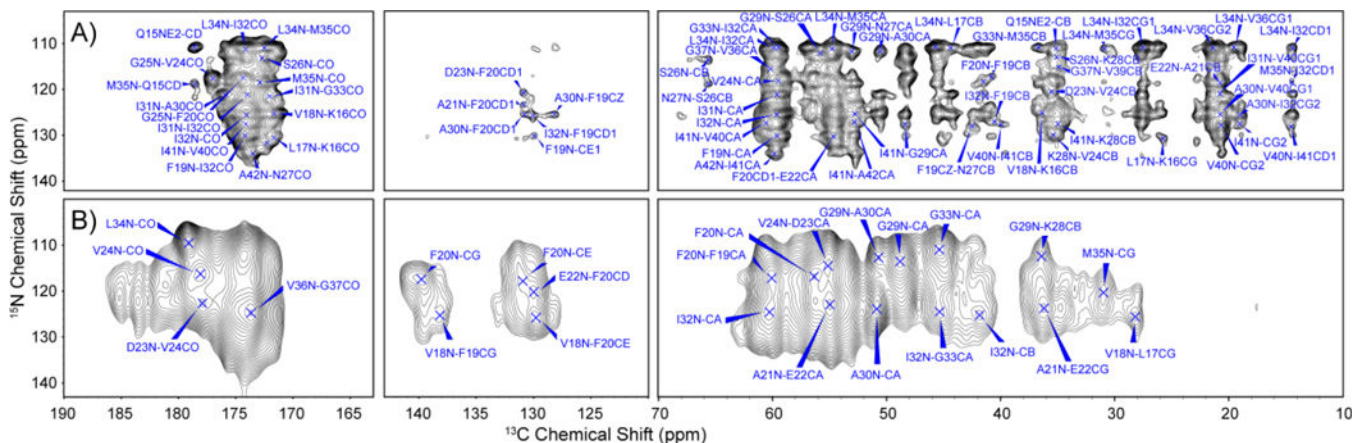 A)
L34N-I32CO
L34N-M35CO
Q15NE2-CD
S26N-CO
G25N-V24CO
M35N-CO
M35N-Q15CD
I31N-G33CO
I31N-A30CO
G25N-F20CO
V18N-K16CO
I31N-I32CO
I32N-CO
I41N-V40CO
L17N-K16CO
F19N-I32CO
A42N-N27CO
D23N-F20CD1
A21N-F20CD1
A30N-F19CZ
A30N-F20CD1
I32N-F19CD1
F19N-CE1
G29N-S26CA
L34N-M35CA
G33N-I32CA
G29N-N27CA
L34N-L17CB
Q15NE2-CB
L34N-I32CG1
L34N-V36CG1
L34N-I32CA
G29N-A30CA
G33N-M35CB
L34N-M35CG
L34N-V36CG2
L34N-I32CD1
G37N-V36CA
S26N-K28CB
I31N-V40CG1
S26N-CB
F20N-F19CB
G37N-V39CB
E22N-A21CB
M35N-I32CD1
V24N-CA
D23N-V24CB
A30N-V40CG1
N27N-S26CB
I32N-F19CB
A30N-I32CG2
I31N-CA
I32N-CA
I41N-V40CA
I41N-G29CA
I41N-K28CB
I41N-CG2
F19N-CA
V40N-I41CB
K28N-V24CB
L17N-K16CG
V40N-I41CD1
A42N-I41CA
F19CZ-N27CB
V18N-K16CB
V40N-CG2
F20CD1-E22CA
I41N-A42CA
110
120
130
140
B)
L34N-CO
V24N-CO
V36N-G37CO
D23N-V24CO
F20N-CG
F20N-CE
E22N-F20CD
V18N-F19CG
V18N-F20CE
G29N-A30CA
G33N-CA
G29N-K28CB
V24N-D23CA
G29N-CA
F20N-CA
M35N-CG
F20N-F19CA
I32N-CA
I32N-G33CA
I32N-CB
V18N-L17CG
A21N-E22CA
A30N-CA
A21N-E22CG
110
120
130
140
15N Chemical Shift (ppm)
190 180 170 138 130 70 60 50 40 30 20 10
13C Chemical Shift (ppm)